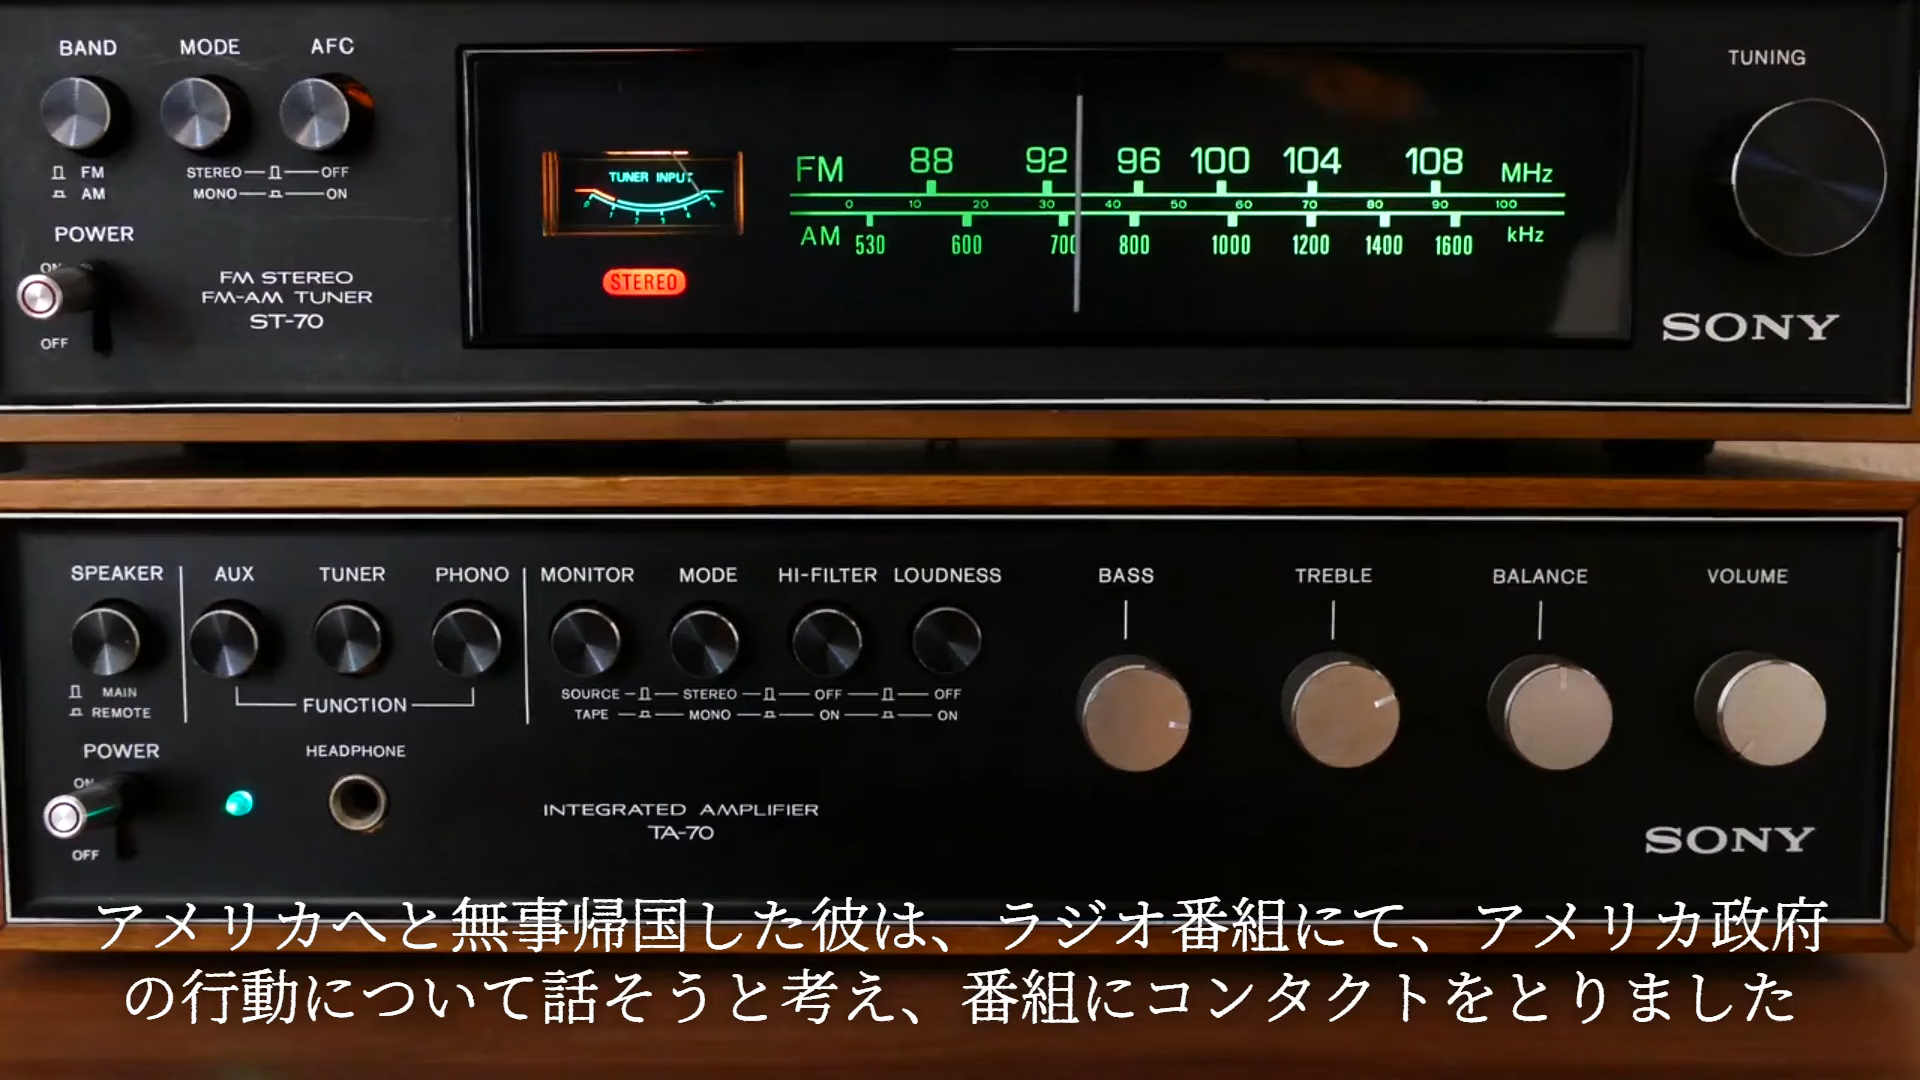 BAND MODE AFC
TUNING
FM 88 92 96 100 104 108 MHz
TUNER INPUT
FM STEREO OFF
AM MONO ON
0 10 20 30 40 50 60 70 80 90 100
AM 530 600 700 800 1000 1200 1400 1600 kHz
POWER
ON
STEREO
FM STEREO
FM-AM TUNER
ST-70
OFF
SONY
SPEAKER AUX TUNER PHONO MONITOR MODE HI-FILTER LOUDNESS BASS TREBLE BALANCE VOLUME
MAIN SOURCE STEREO OFF OFF
REMOTE FUNCTION TAPE MONO ON ON
POWER HEADPHONE
ON
INTEGRATED AMPLIFIER
TA-70
OFF
SONY
アメリカへと無事帰国した彼は、ラジオ番組にて、アメリカ政府
の行動について話そうと考え、番組にコンタクトをとりました